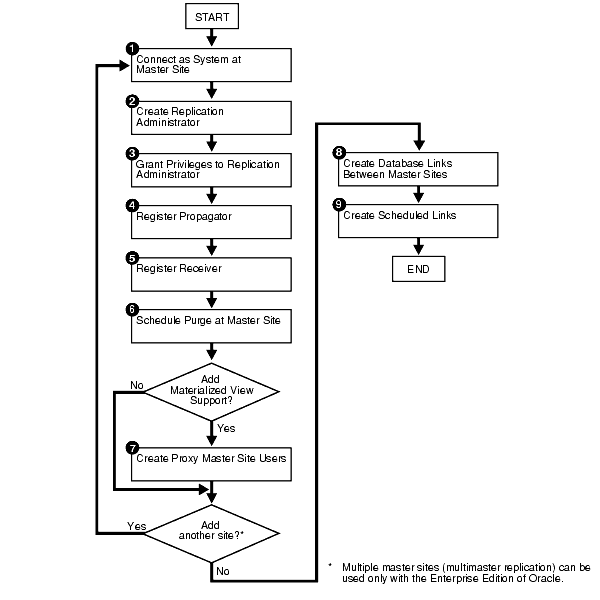 START
1
Connect as System at
Master Site
2
Create Replication
Administrator
3
Grant Privileges to Replication
Administrator
4
Register Propagator
5
Register Receiver
6
Schedule Purge at Master Site
Add
Materialized View
Support?
No
Yes
7
Create Proxy Master Site Users
Add
another site?*
Yes
No
8
Create Database Links
Between Master Sites
9
Create Scheduled Links
END
* Multiple master sites (multimaster replication) can be
used only with the Enterprise Edition of Oracle.